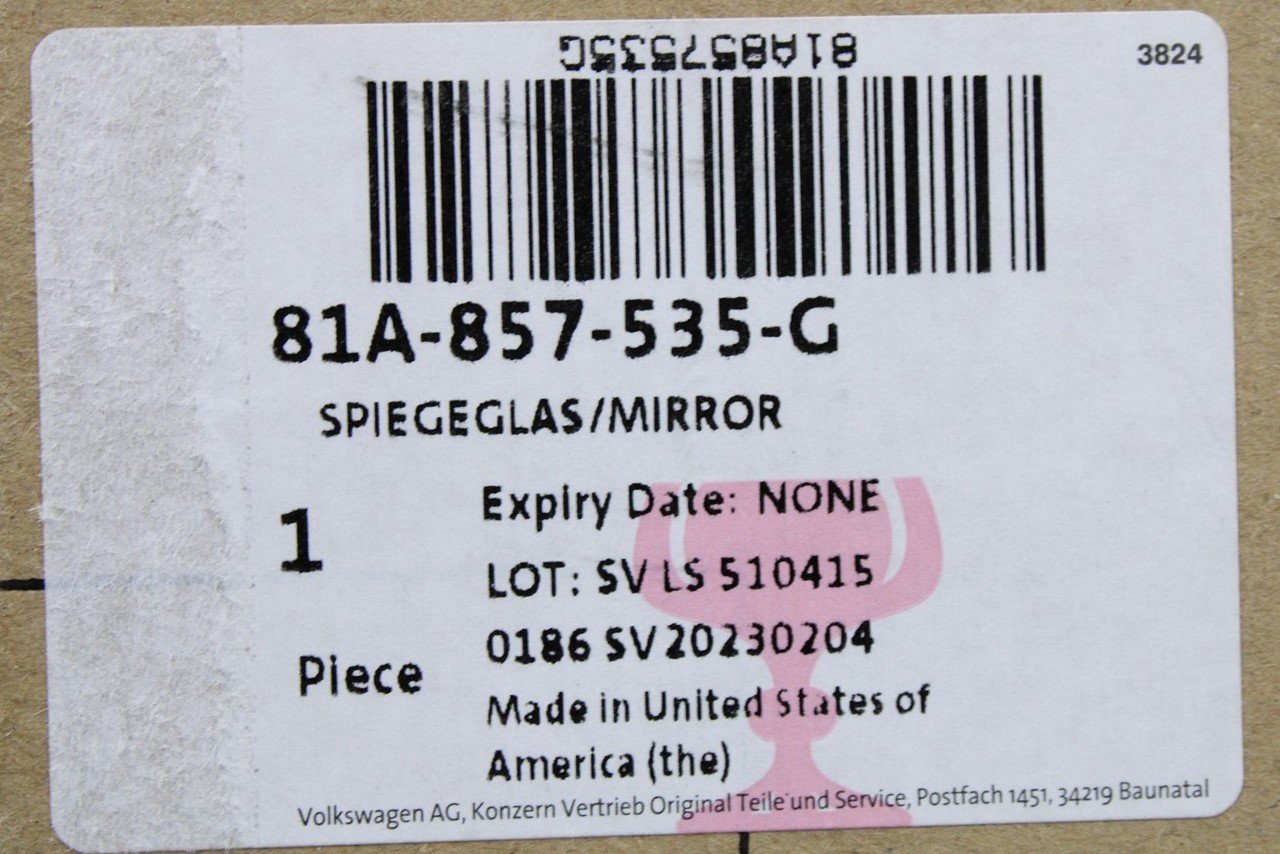 81A857535G
3824
81A-857-535-G
SPIEGEGLAS/MIRROR
1
Expiry Date: NONE
LOT: SV LS 510415
0186 SV 20230204
Piece
Made in United States of
America (the)
Volkswagen AG, Konzern Vertrieb Original Teile und Service, Postfach 1451, 34219 Baunatal